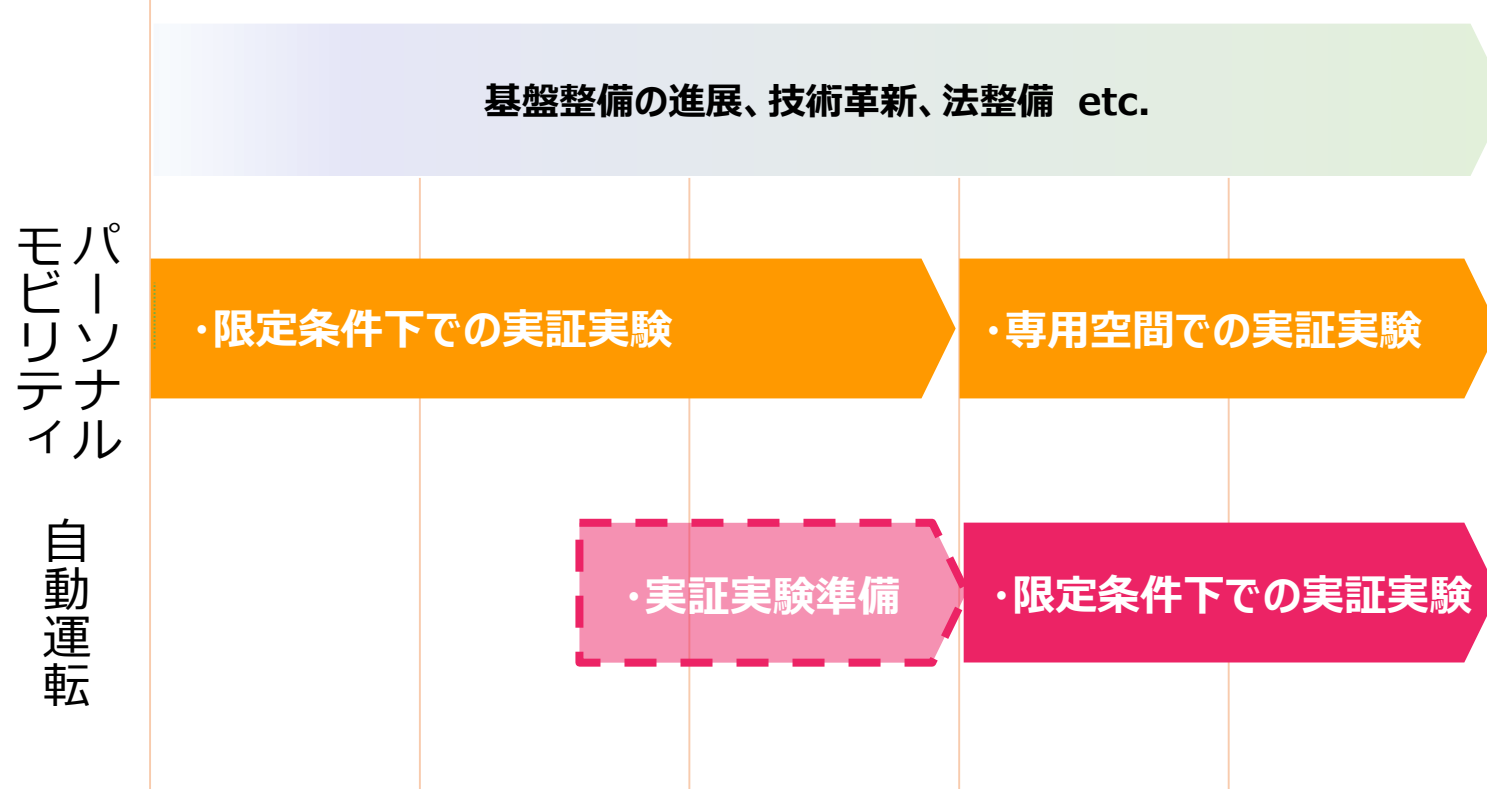 基盤整備の進展、技術革新、法整備 etc.
パーソナル
モビリティ
・限定条件下での実証実験
・専用空間での実証実験
自動運転
・実証実験準備
・限定条件下での実証実験